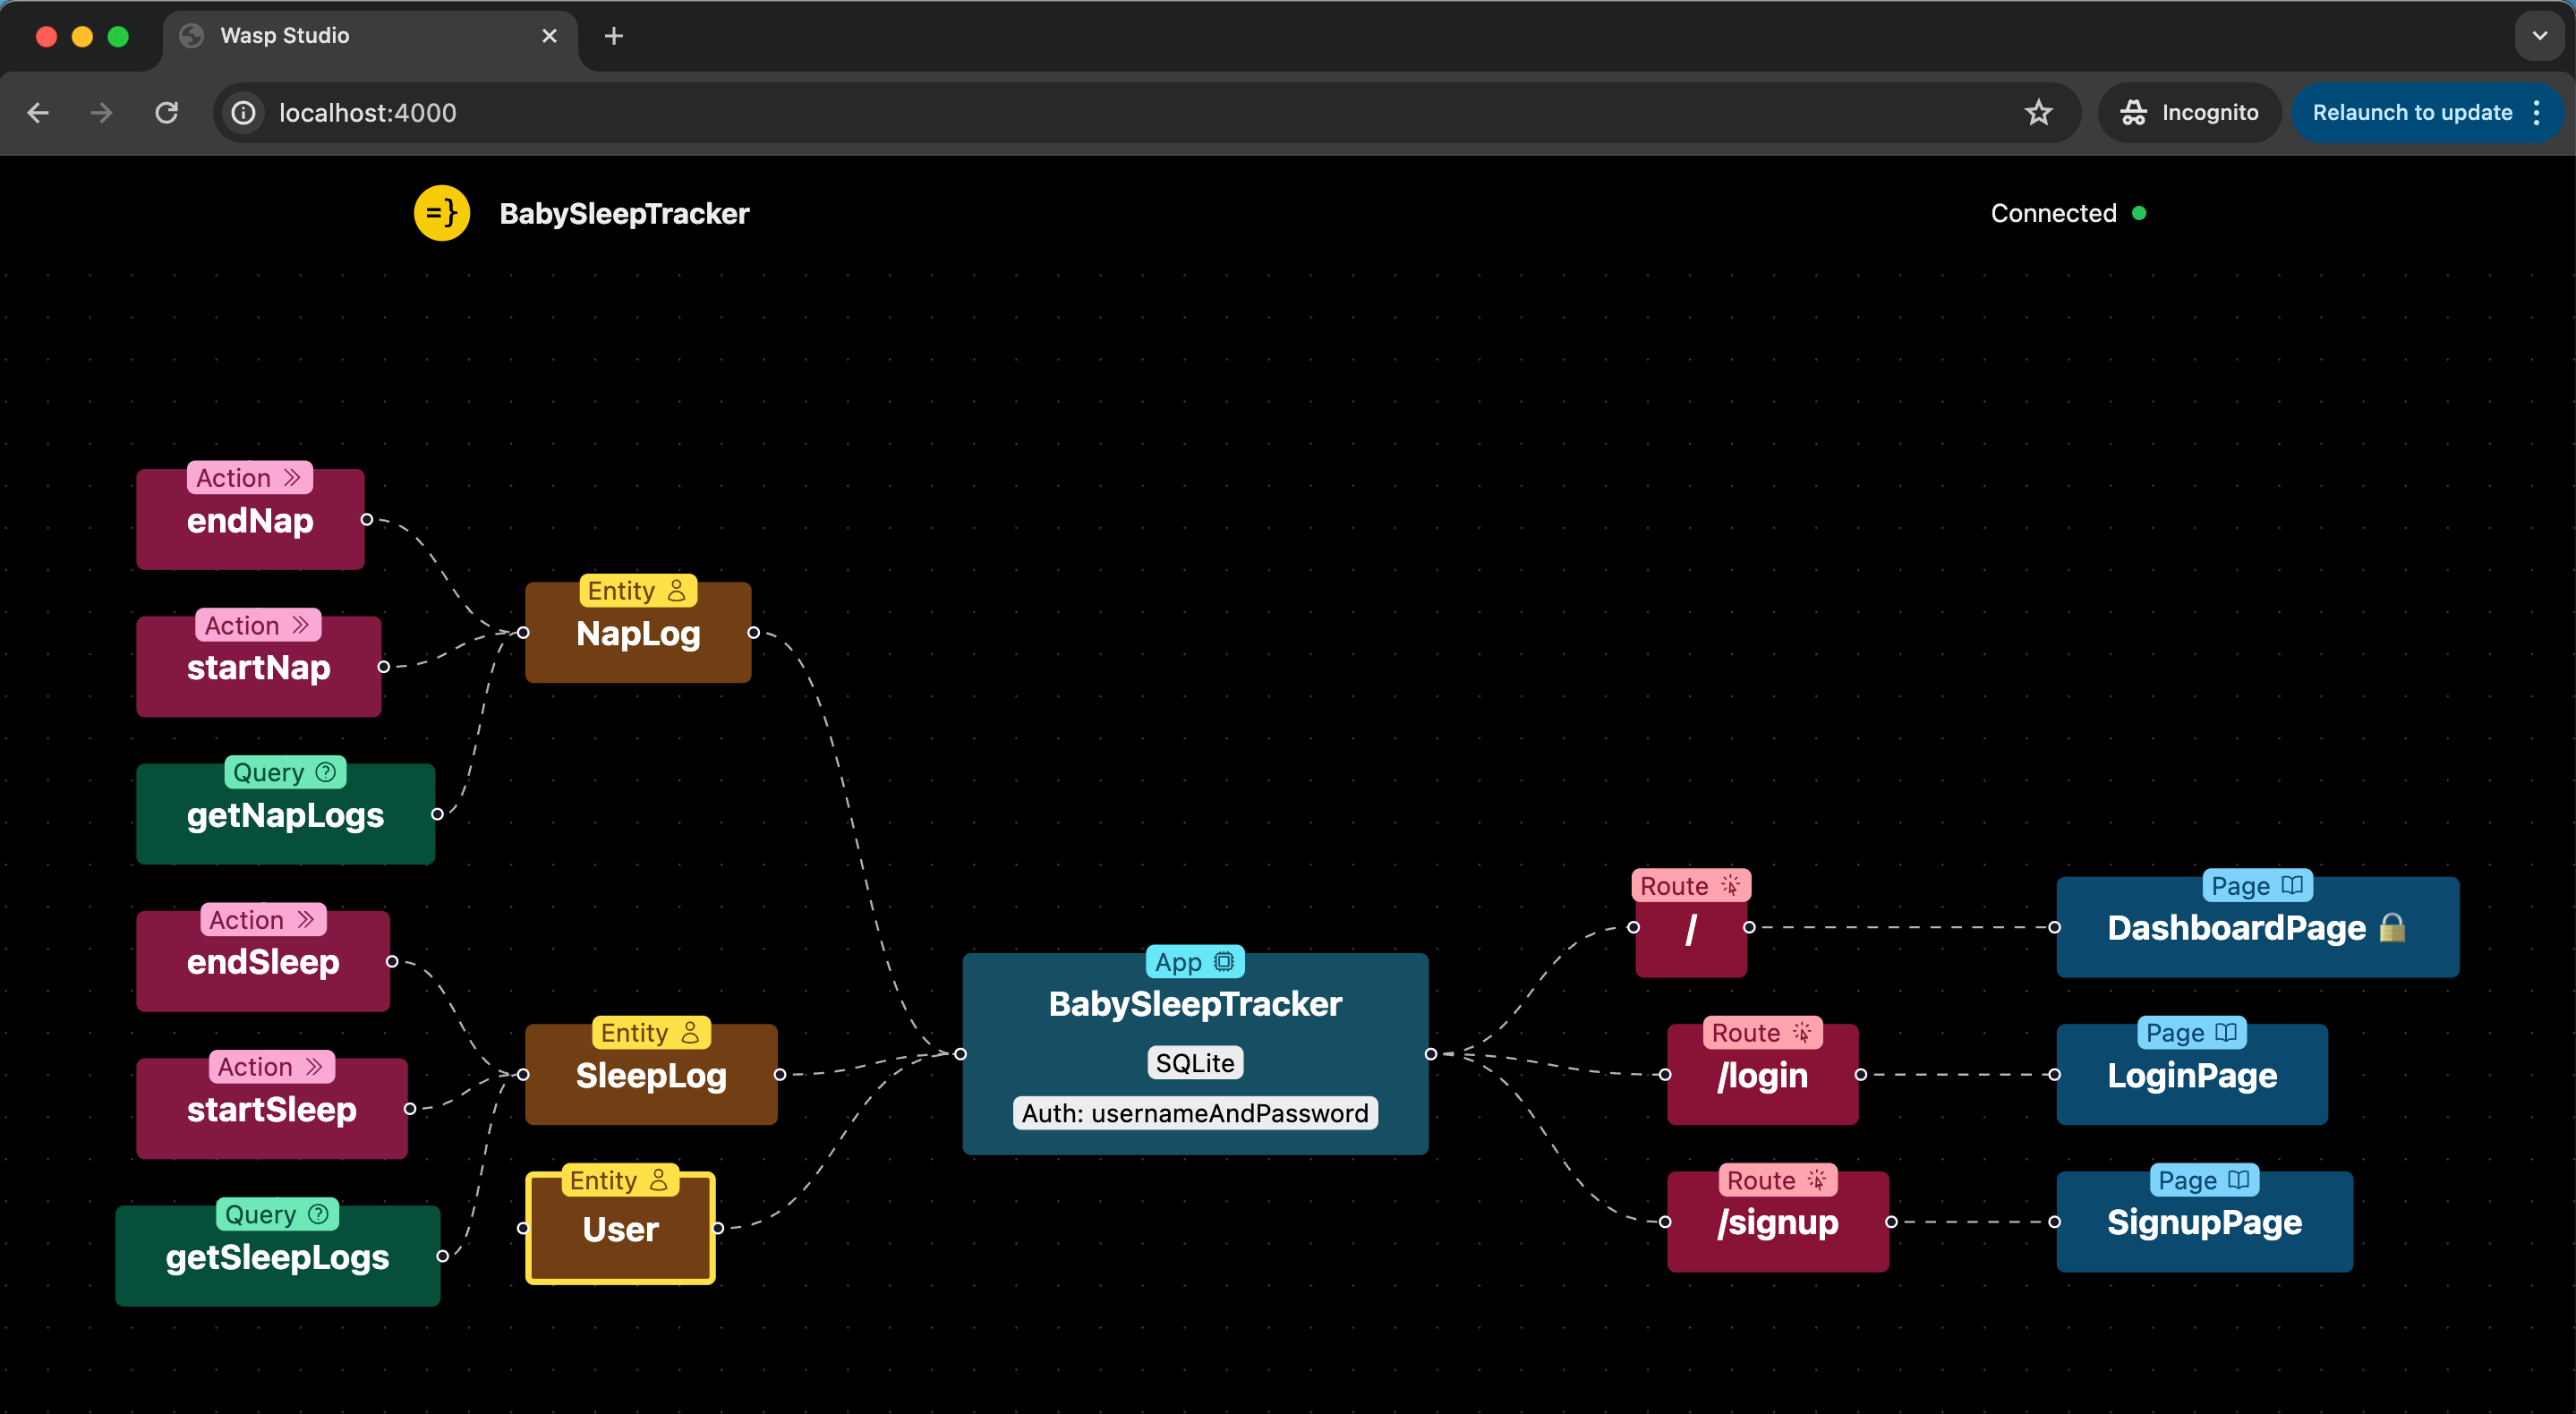 Wasp Studio
localhost:4000
Incognito
Relaunch to update
=}
BabySleepTracker
Connected
Action
endNap
Action
startNap
Query
getNapLogs
Action
endSleep
Action
startSleep
Query
getSleepLogs
Entity
NapLog
Entity
SleepLog
Entity
User
App
BabySleepTracker
SQLite
Auth: usernameAndPassword
Route
/
Route
/login
Route
/signup
Page
DashboardPage 🔒
Page
LoginPage
Page
SignupPage